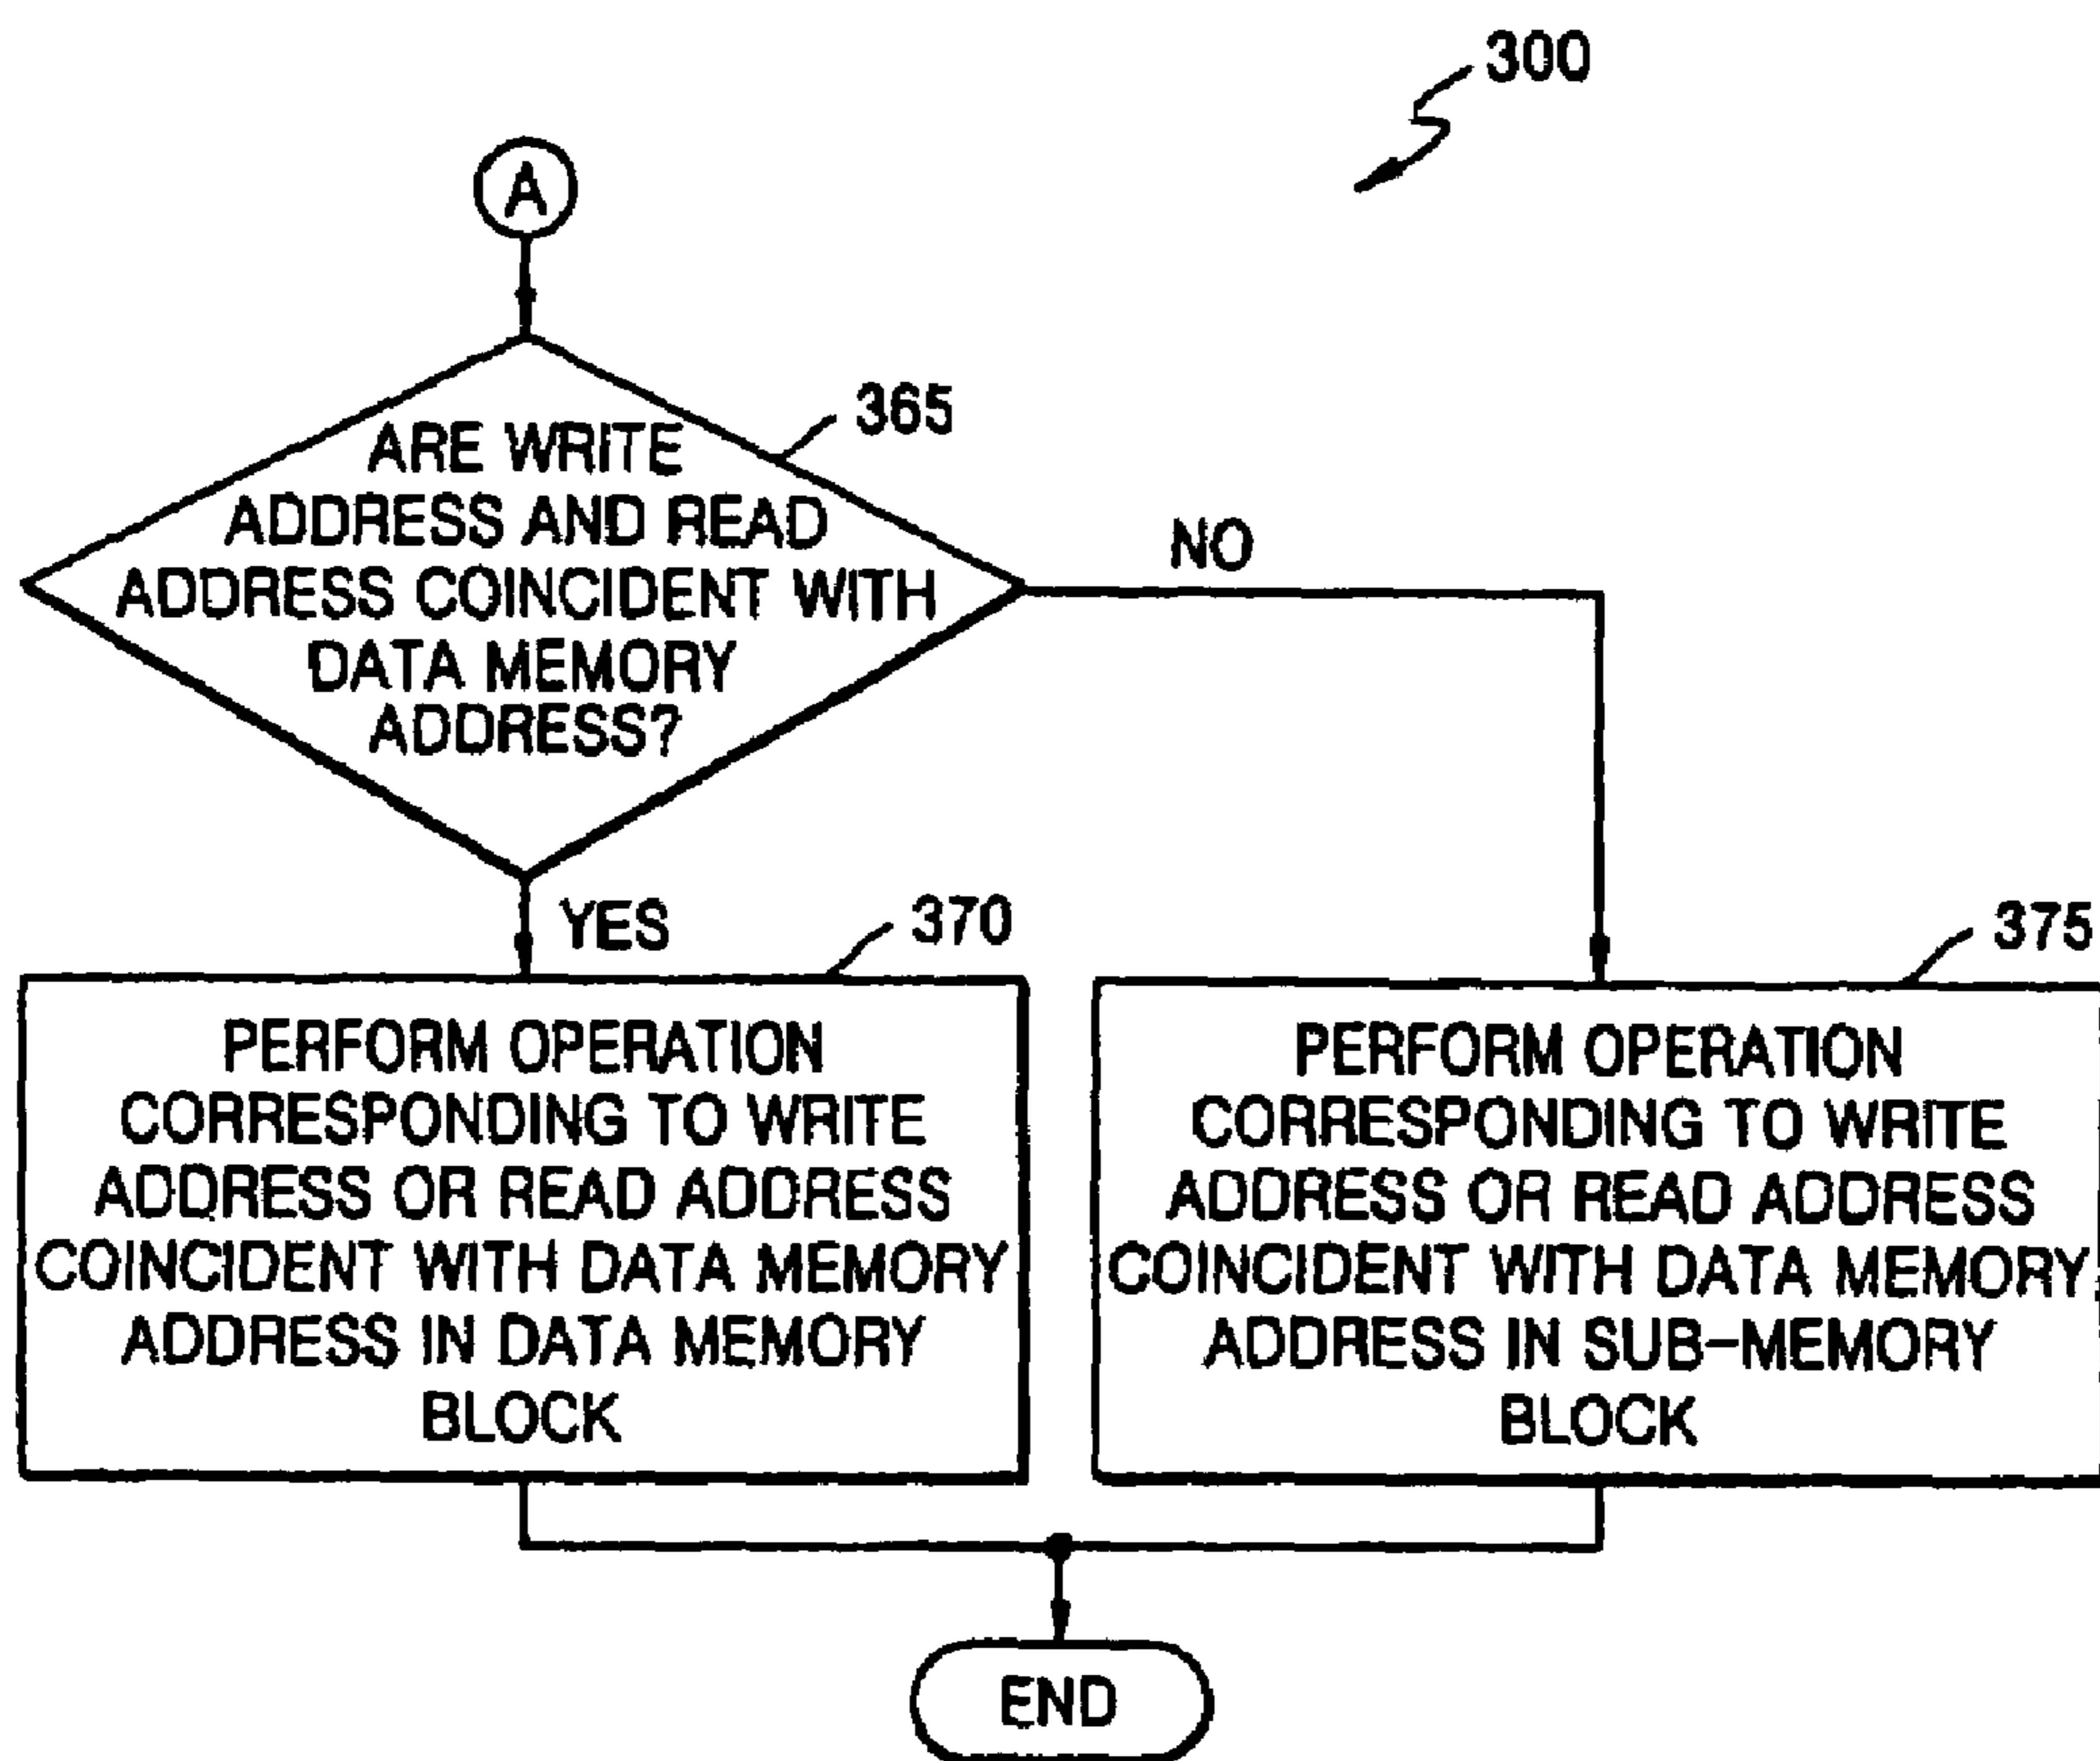 300
A
365
ARE WRITE
ADDRESS AND READ
ADDRESS COINCIDENT WITH
DATA MEMORY
ADDRESS?
NO
YES
370
PERFORM OPERATION
CORRESPONDING TO WRITE
ADDRESS OR READ ADDRESS
COINCIDENT WITH DATA MEMORY
ADDRESS IN DATA MEMORY
BLOCK
375
PERFORM OPERATION
CORRESPONDING TO WRITE
ADDRESS OR READ ADDRESS
COINCIDENT WITH DATA MEMORY
ADDRESS IN SUB-MEMORY
BLOCK
END